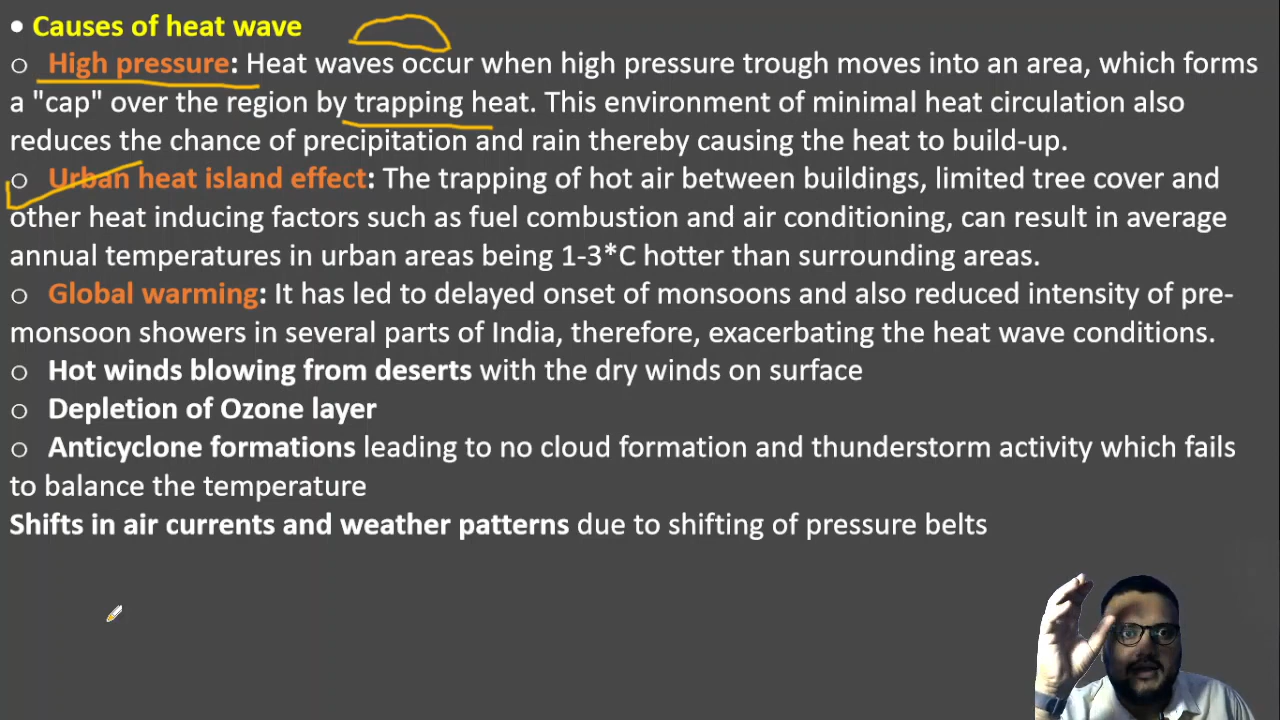 • Causes of heat wave
○ High pressure: Heat waves occur when high pressure trough moves into an area, which forms
a "cap" over the region by trapping heat. This environment of minimal heat circulation also
reduces the chance of precipitation and rain thereby causing the heat to build-up.
○ Urban heat island effect: The trapping of hot air between buildings, limited tree cover and
other heat inducing factors such as fuel combustion and air conditioning, can result in average
annual temperatures in urban areas being 1-3*C hotter than surrounding areas.
○ Global warming: It has led to delayed onset of monsoons and also reduced intensity of pre-
monsoon showers in several parts of India, therefore, exacerbating the heat wave conditions.
○ Hot winds blowing from deserts with the dry winds on surface
○ Depletion of Ozone layer
○ Anticyclone formations leading to no cloud formation and thunderstorm activity which fails
to balance the temperature
Shifts in air currents and weather patterns due to shifting of pressure belts